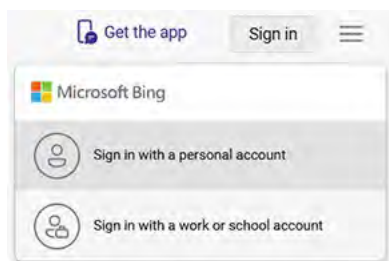 Get the app Sign in
Microsoft Bing
Sign in with a personal account
Sign in with a work or school account